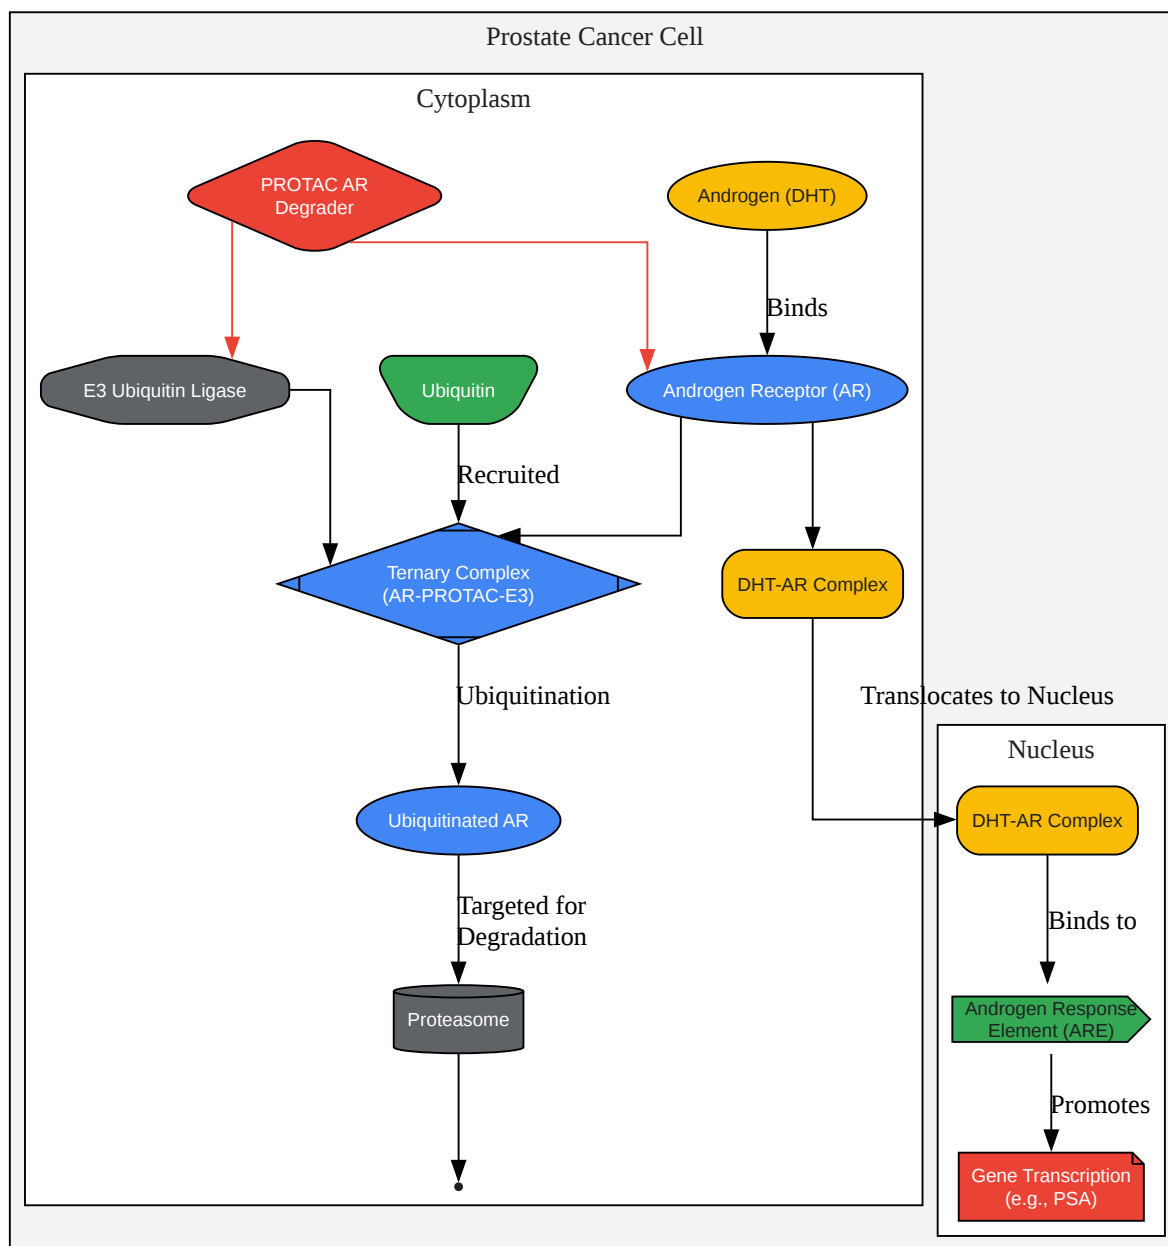 Prostate Cancer Cell
Cytoplasm
PROTAC AR
Degrader
Androgen (DHT)
Binds
E3 Ubiquitin Ligase
Ubiquitin
Androgen Receptor (AR)
Recruited
Ternary Complex
(AR-PROTAC-E3)
DHT-AR Complex
Ubiquitination
Translocates to Nucleus
Nucleus
Ubiquitinated AR
DHT-AR Complex
Targeted for
Degradation
Binds to
Proteasome
Androgen Response
Element (ARE)
Promotes
Gene Transcription
(e.g., PSA)